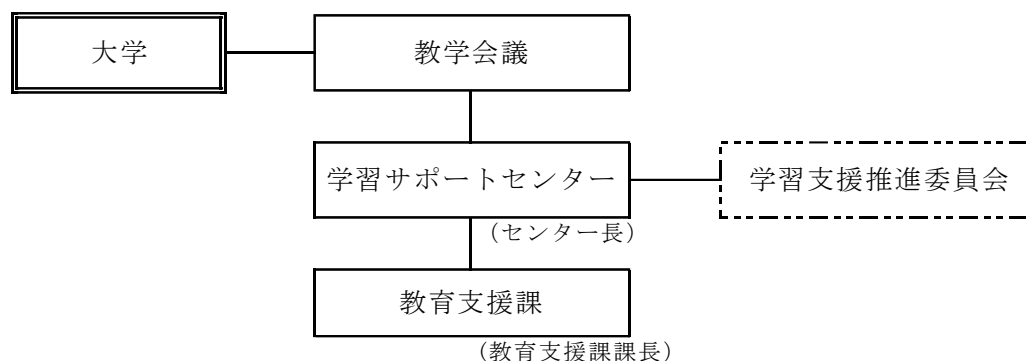 大学
教学会議
学習サポートセンター
学習支援推進委員会
（センター長）
教育支援課
（教育支援課課長）